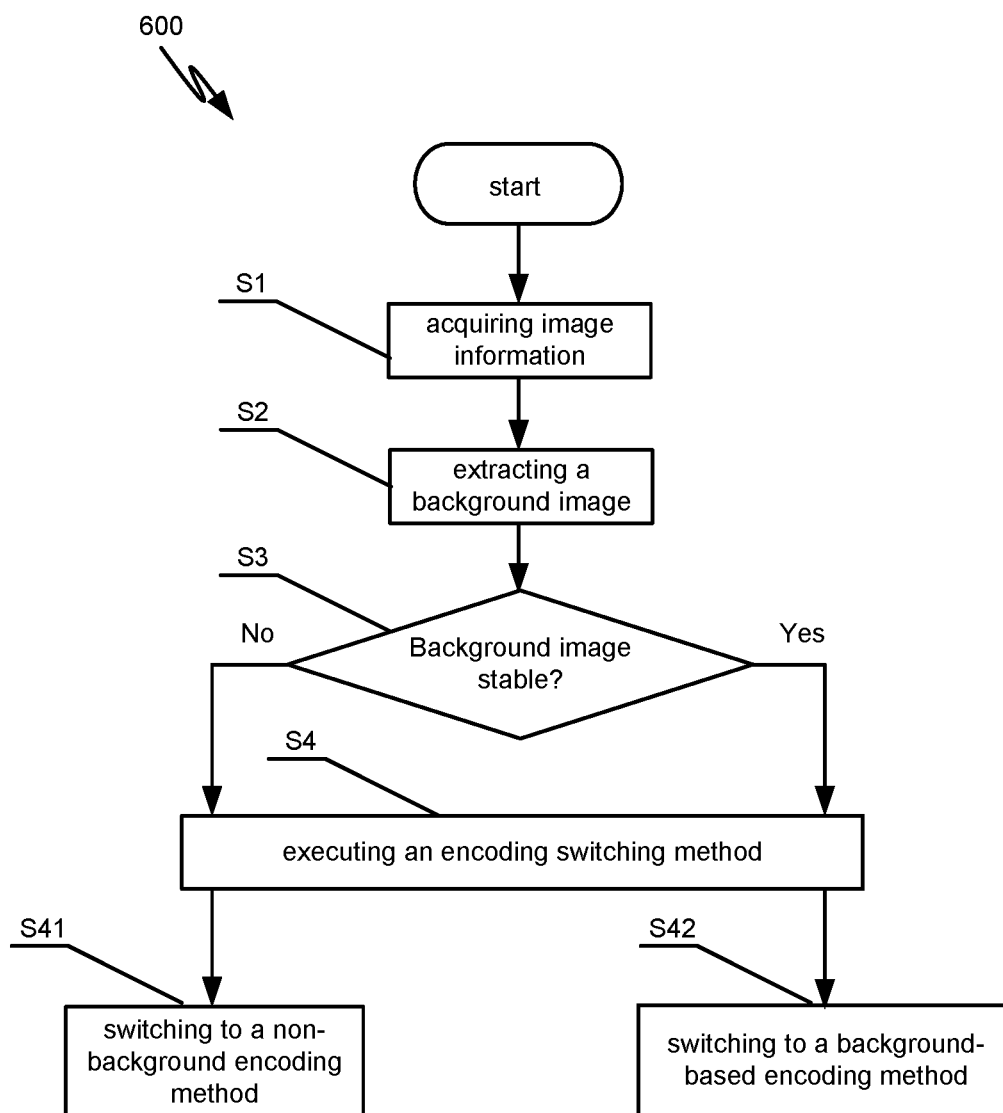 600
start
S1
acquiring image
information
S2
extracting a
background image
S3
No
Yes
Background image
stable?
S4
executing an encoding switching method
S41
S42
switching to a non-
background encoding
method
switching to a background-
based encoding method